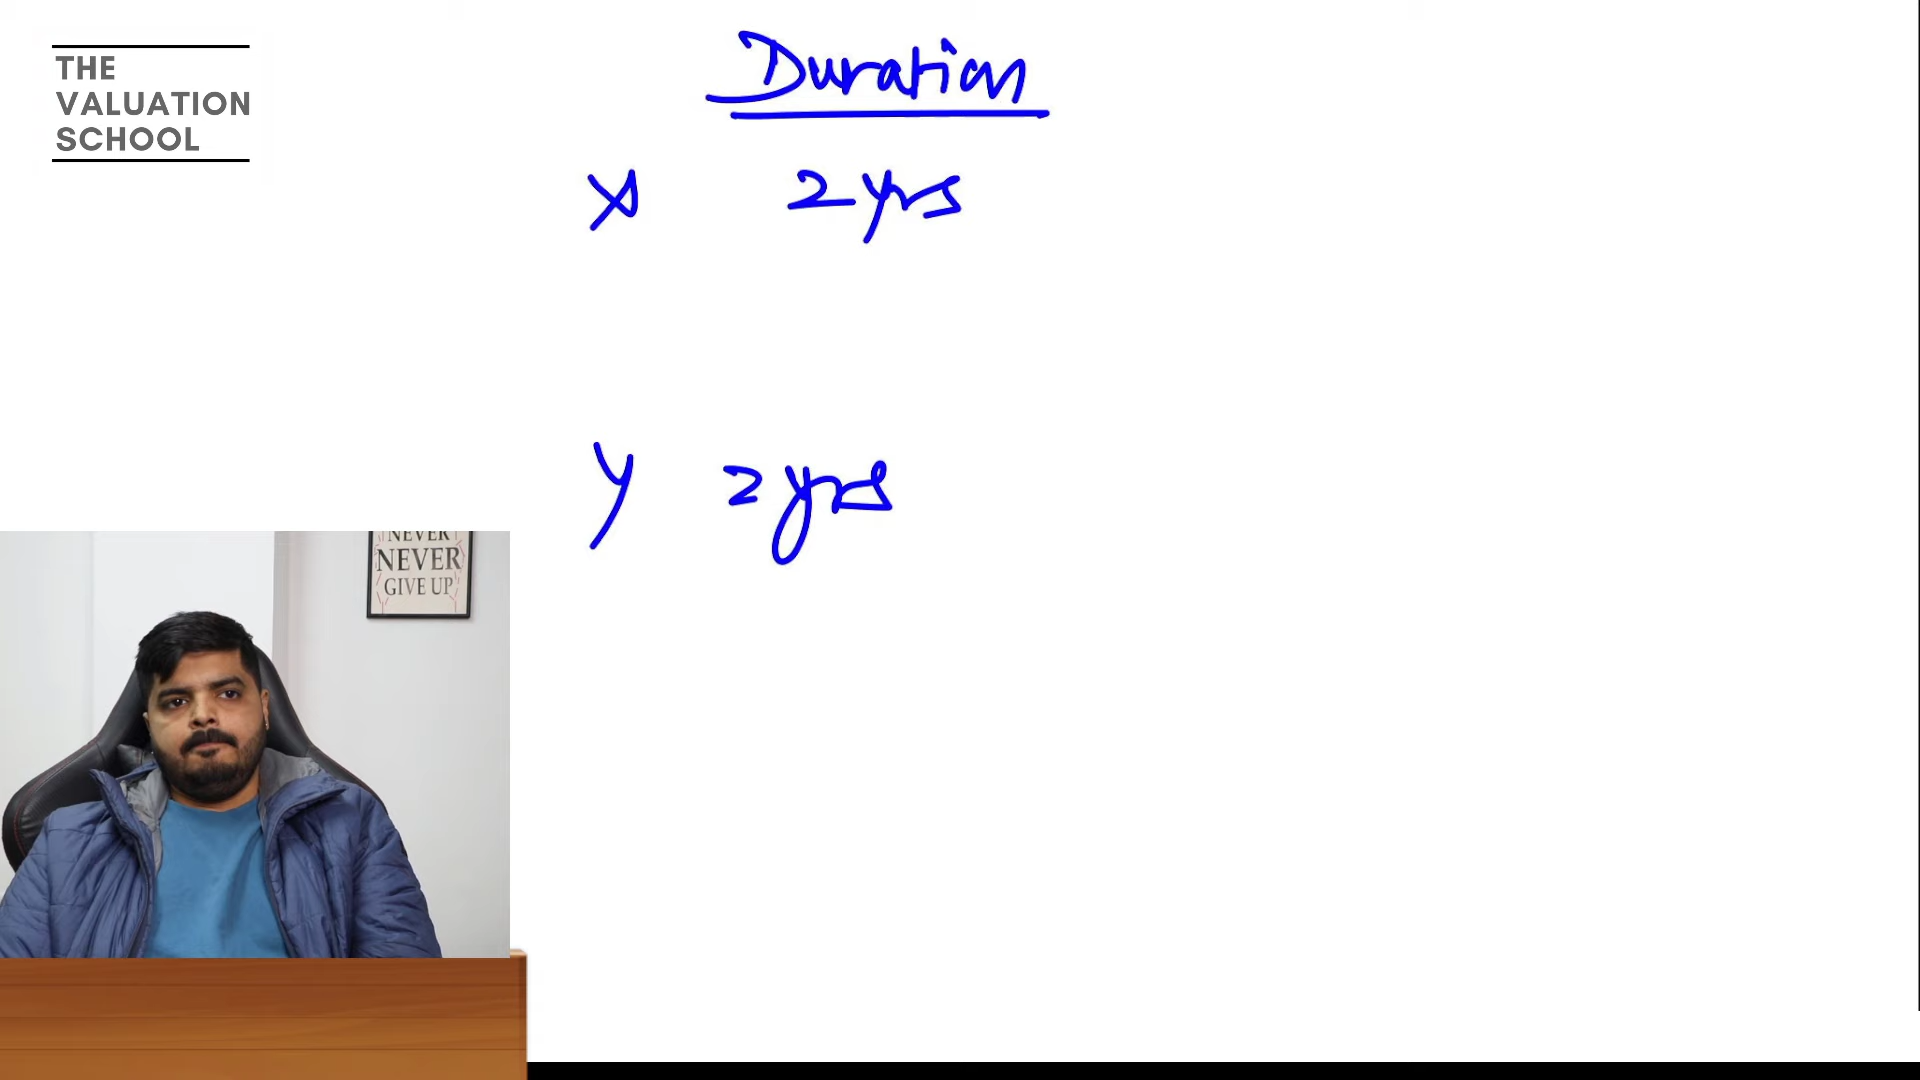 THE
VALUATION
SCHOOL
Duration
X 2 yrs
Y 2 yrs
NEVER
NEVER
GIVE UP